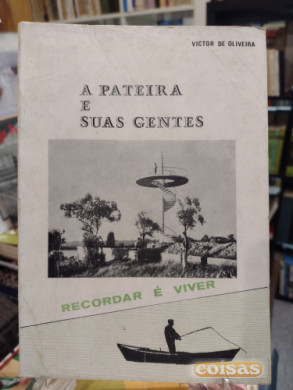 VICTOR DE OLIVEIRA
A PATEIRA
E
SUAS GENTES
RECORDAR É VIVER
coisas